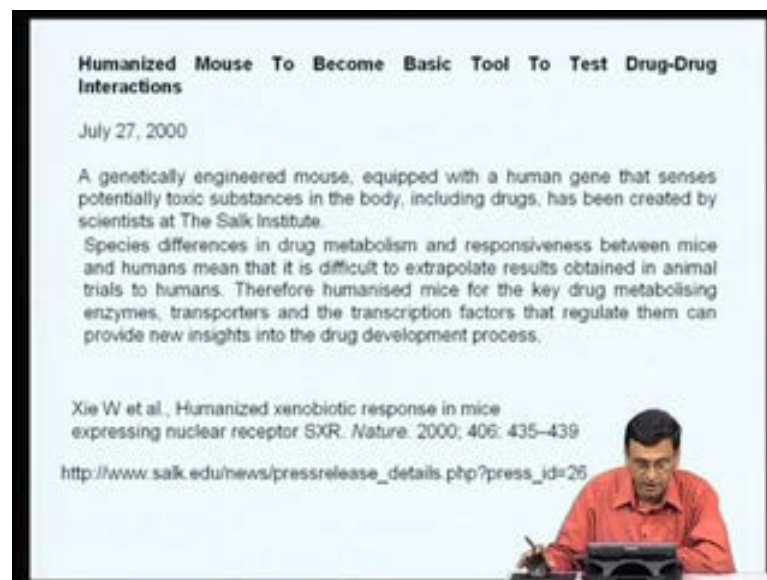 Humanized Mouse To Become Basic Tool To Test Drug-Drug
Interactions
July 27, 2000
A genetically engineered mouse, equipped with a human gene that senses
potentially toxic substances in the body, including drugs, has been created by
scientists at The Salk Institute.
Species differences in drug metabolism and responsiveness between mice
and humans mean that it is difficult to extrapolate results obtained in animal
trials to humans. Therefore humanised mice for the key drug metabolising
enzymes, transporters and the transcription factors that regulate them can
provide new insights into the drug development process.
Xie W et al., Humanized xenobiotic response in mice
expressing nuclear receptor SXR. Nature. 2000; 406: 435–439
http://www.salk.edu/news/pressrelease_details.php?press_id=26